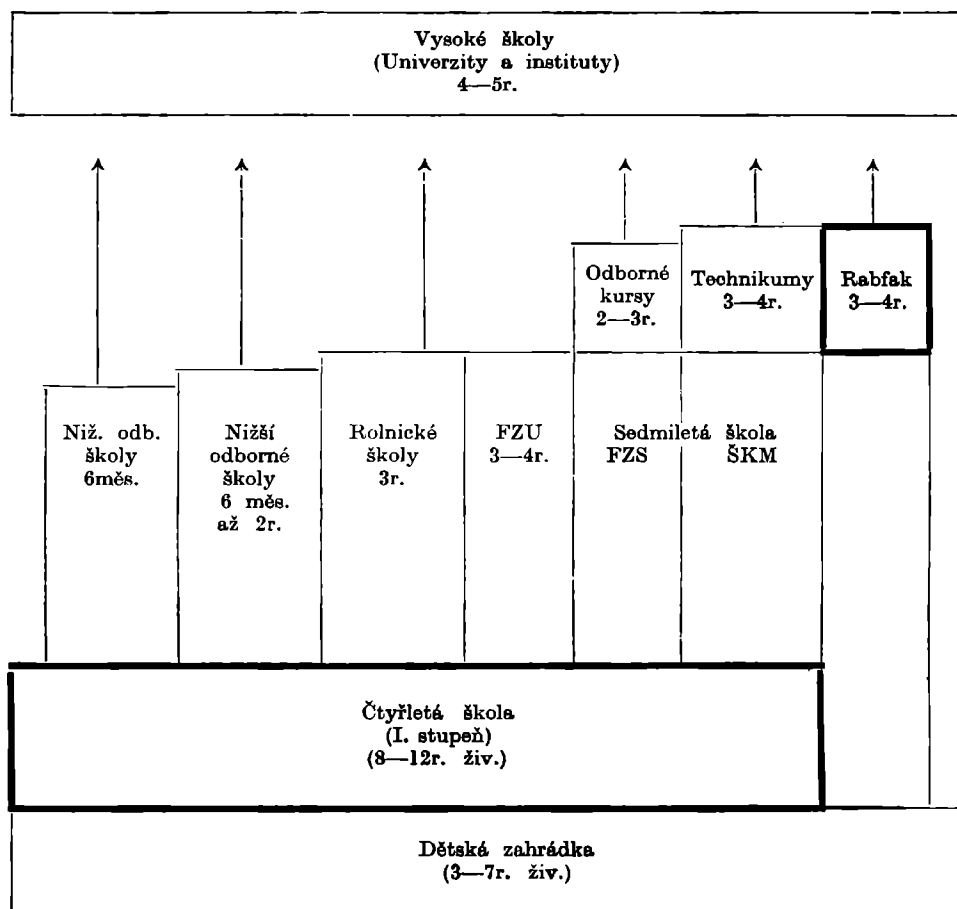 Vysoké školy
(Univerzity a instituty)
4—5r.
Odborné
kursy
2—3r.
Technikumy
3—4r.
Rabfak
3—4r.
Niž. odb.
školy
6měs.
Nižší
odborné
školy
6 měs.
až 2r.
Rolnické
školy
3r.
FZU
3—4r.
Sedmiletá škola
FZS ŠKM
Čtyřletá škola
(I. stupeň)
(8—12r. živ.)
Dětská zahrádka
(3—7r. živ.)